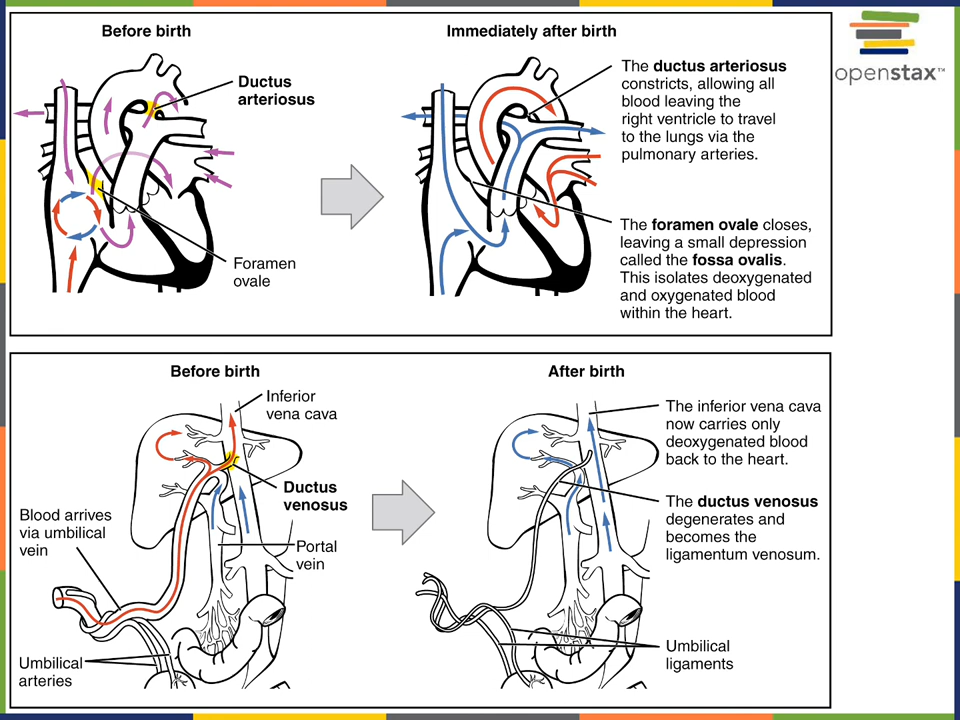 Before birth
Immediately after birth
openstax™
Ductus
arteriosus
The ductus arteriosus
constricts, allowing all
blood leaving the
right ventricle to travel
to the lungs via the
pulmonary arteries.
Foramen
ovale
The foramen ovale closes,
leaving a small depression
called the fossa ovalis.
This isolates deoxygenated
and oxygenated blood
within the heart.
Before birth
After birth
Inferior
vena cava
Ductus
venosus
Blood arrives
via umbilical
vein
Portal
vein
Umbilical
arteries
The inferior vena cava
now carries only
deoxygenated blood
back to the heart.
The ductus venosus
degenerates and
becomes the
ligamentum venosum.
Umbilical
ligaments